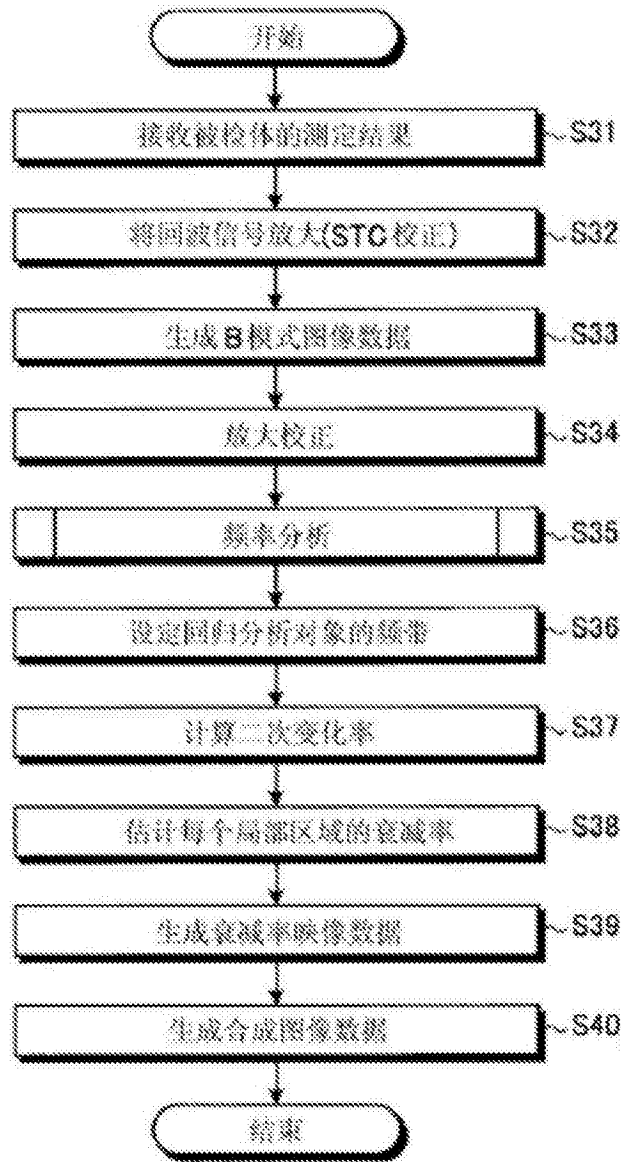 开始
接收被检体的测定结果
S31
将回波信号放大(STC校正)
S32
生成B模式图像数据
S33
放大校正
S34
频率分析
S35
设定回归分析对象的频带
S36
计算二次变化率
S37
估计每个局部区域的衰减率
S38
生成衰减率映像数据
S39
生成合成图像数据
S40
结束